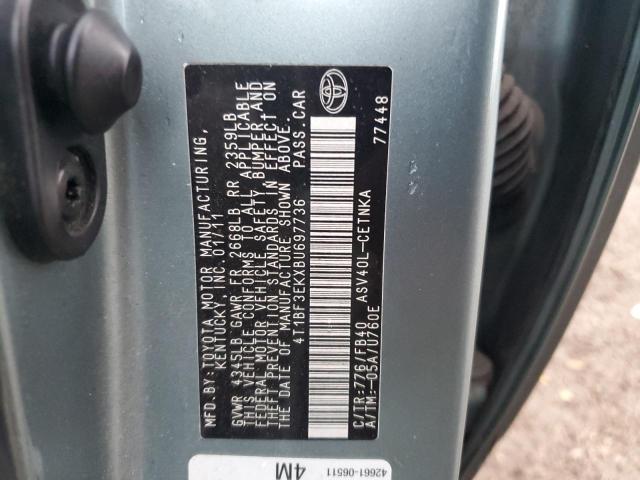 MFD.BY:TOYOTA MOTOR MANUFACTURING,
KENTUCKY, INC. 01/11
GVWR 4345LB GAWR FR 2668LB RR 2359LB
THIS VEHICLE CONFORMS TO ALL APPLICABLE
FEDERAL MOTOR VEHICLE SAFETY, BUMPER, AND
THEFT PREVENTION STANDARDS IN EFFECT ON
THE DATE OF MANUFACTURE SHOWN ABOVE.
4T1BF3EKXBU697736 PASS.CAR
C/TR:776/FB40 ASV40L-CETNKA
A/TM:-05A/U760E 77448
42661-06511
4M